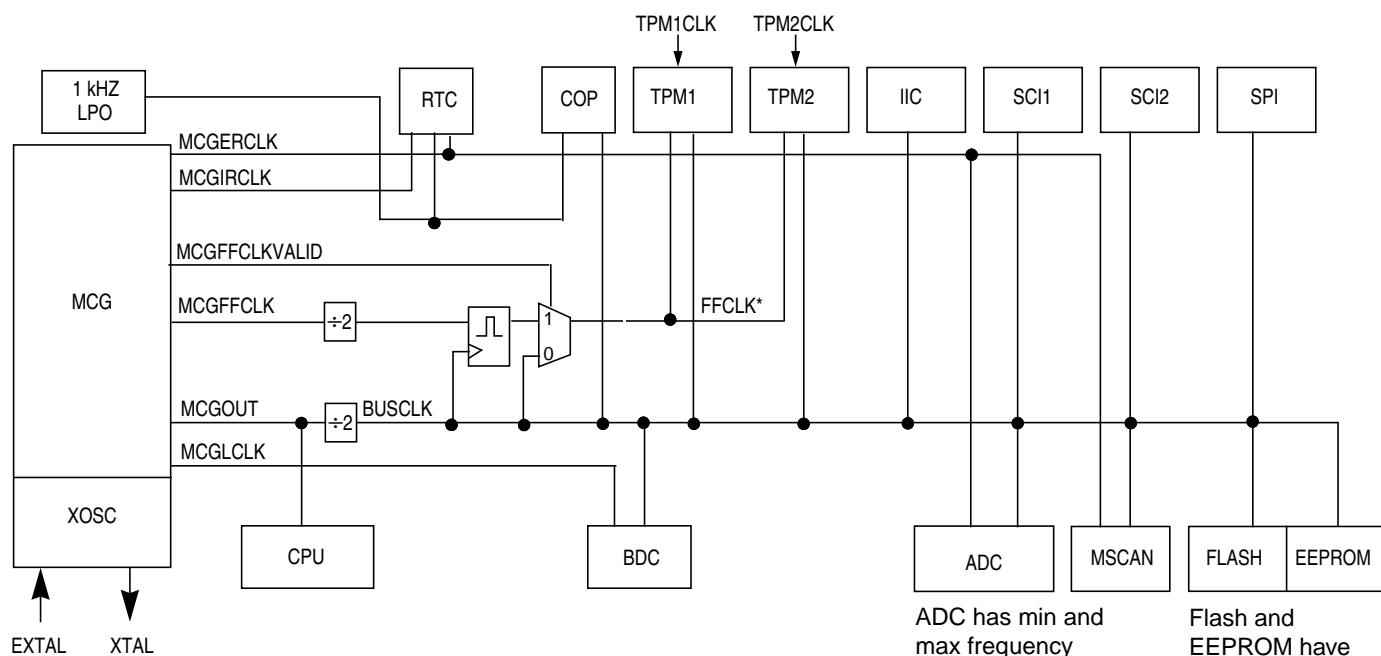 TPM1CLK TPM2CLK
1 kHZ
LPO
RTC COP TPM1 TPM2 IIC SCI1 SCI2 SPI
MCGERCLK
MCGIRCLK
MCGFFCLKVALID
MCG
MCGFFCLK ÷2 1 FFCLK*
0
MCGOUT ÷2 BUSCLK
MCGLCLK
XOSC
CPU BDC ADC MSCAN FLASH EEPROM
EXTAL XTAL
ADC has min and
max frequency
Flash and
EEPROM have